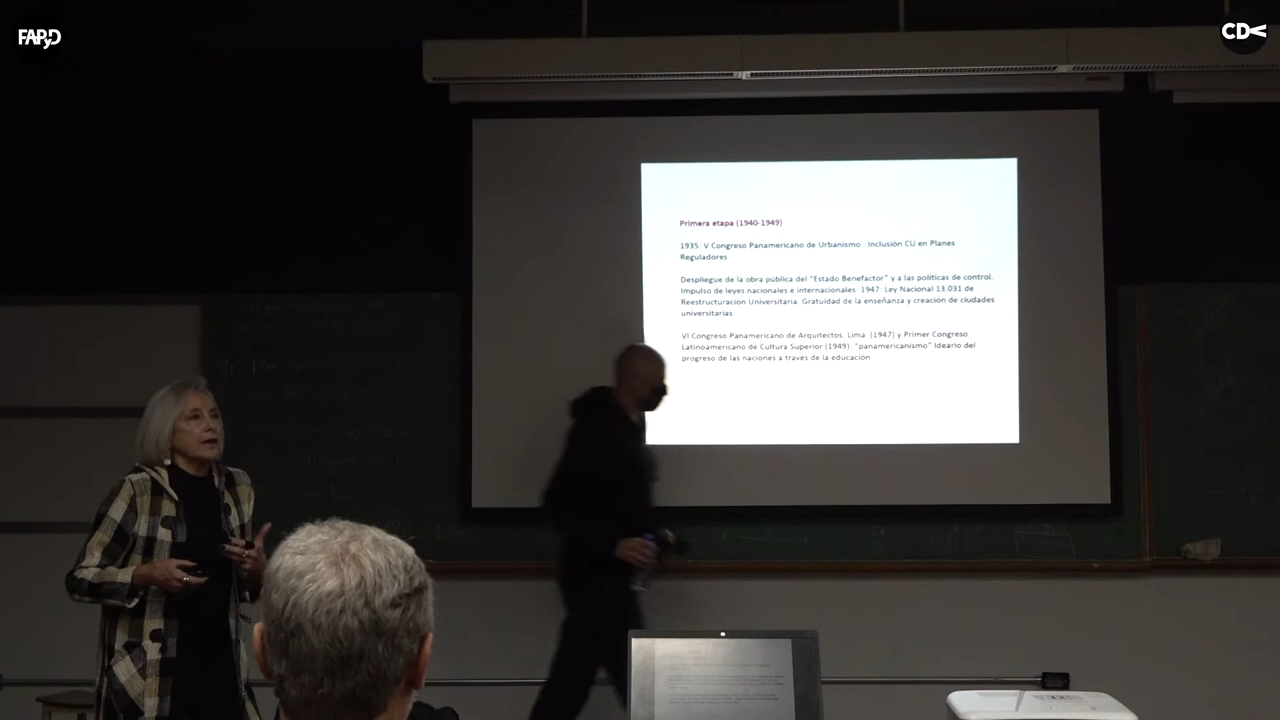 FAPyD
CD
Primera etapa (1940-1949)
1935: V Congreso Panamericano de Urbanismo : Inclusión CU en Planes
Reguladores
Despliegue de la obra pública del "Estado Benefactor" y a las políticas de control.
Impulso de leyes nacionales e internacionales: 1947: Ley Nacional 13.031 de
Reestructuración Universitaria. Gratuidad de la enseñanza y creación de ciudades
universitarias
VI Congreso Panamericano de Arquitectos. Lima (1947) y Primer Congreso
Latinoamericano de Cultura Superior (1949): "panamericanismo" Ideario del
progreso de las naciones a través de la educación